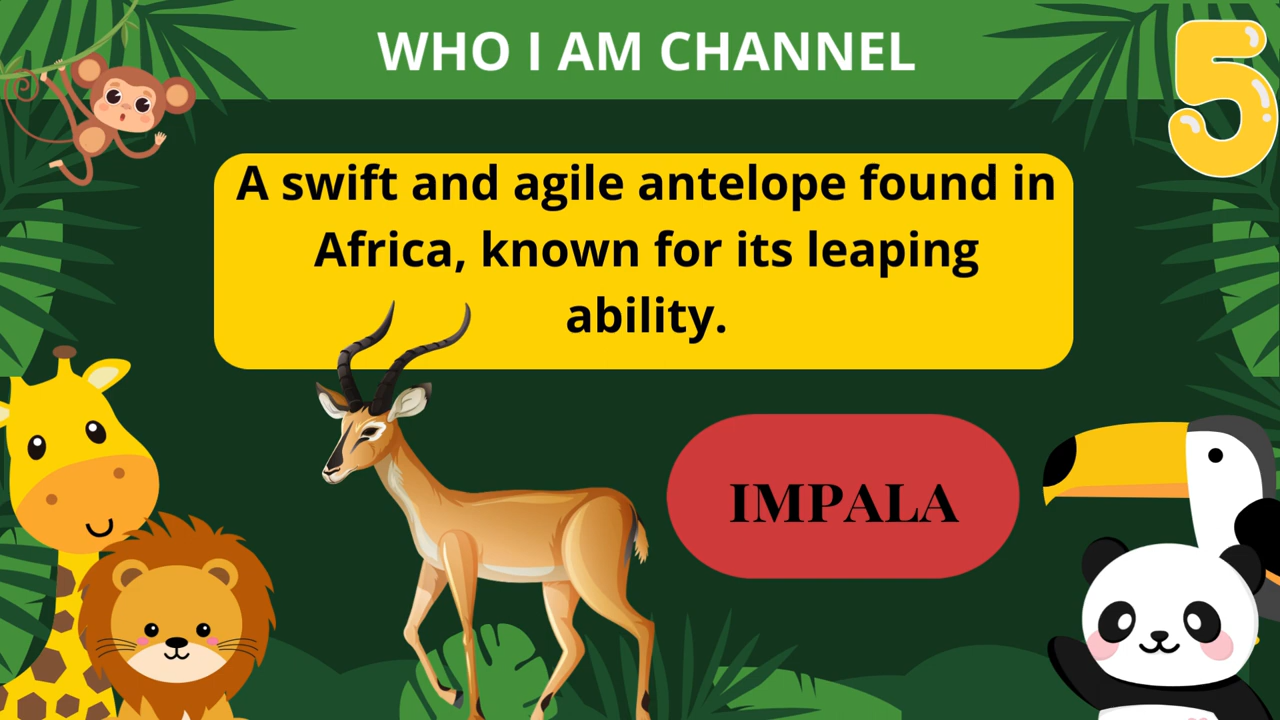 WHO I AM CHANNEL
5
A swift and agile antelope found in
Africa, known for its leaping
ability.
IMPALA